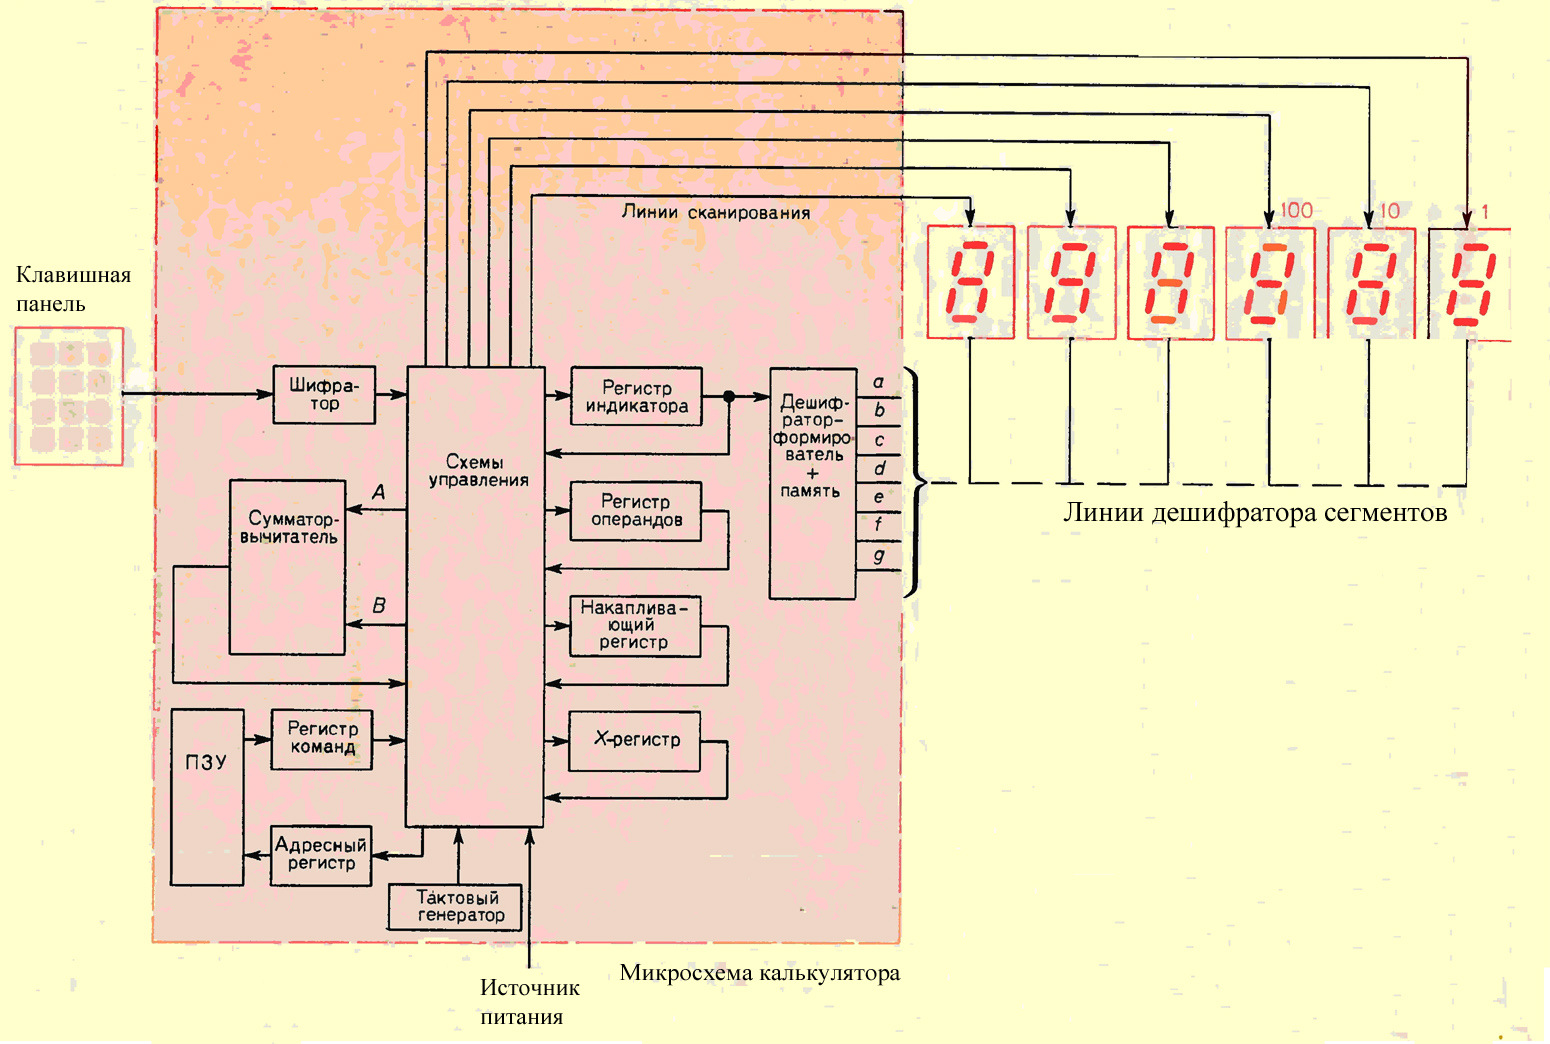 Линии сканирования
100
10
1
Клавишная
панель
Шифра-
тор
Регистр
индикатора
Дешиф-
ратор-
формиро
ватель
+
память
a
b
c
d
e
f
g
Схемы
управления
A
B
Сумматор-
вычитатель
Регистр
операндов
Линии дешифратора сегментов
Накаплива-
ющий
регистр
Регистр
команд
X-регистр
ПЗУ
Адресный
регистр
Тактовый
генератор
Источник
питания
Микросхема калькулятора